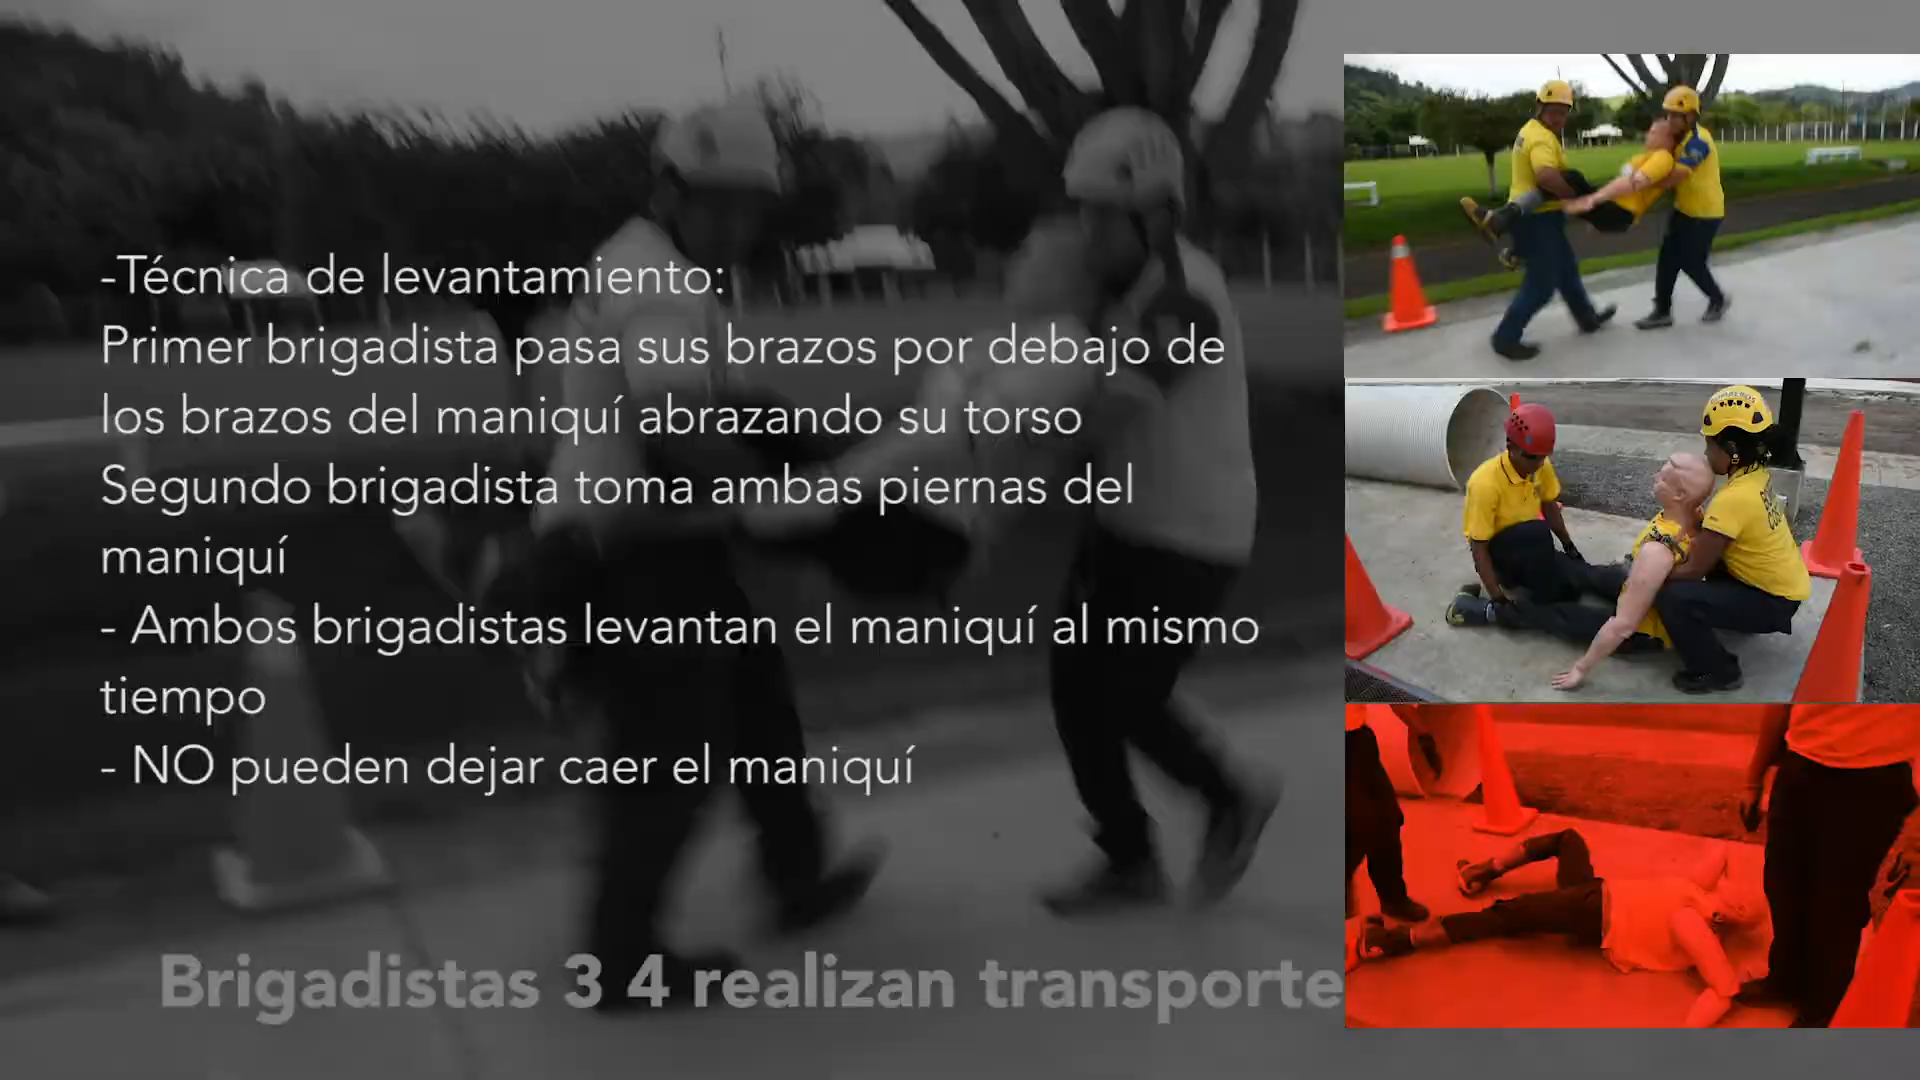 -Técnica de levantamiento:
Primer brigadista pasa sus brazos por debajo de
los brazos del maniquí abrazando su torso
Segundo brigadista toma ambas piernas del
maniquí
- Ambos brigadistas levantan el maniquí al mismo
tiempo
- NO pueden dejar caer el maniquí
Brigadistas 3 4 realizan transporte
BOMBEROS